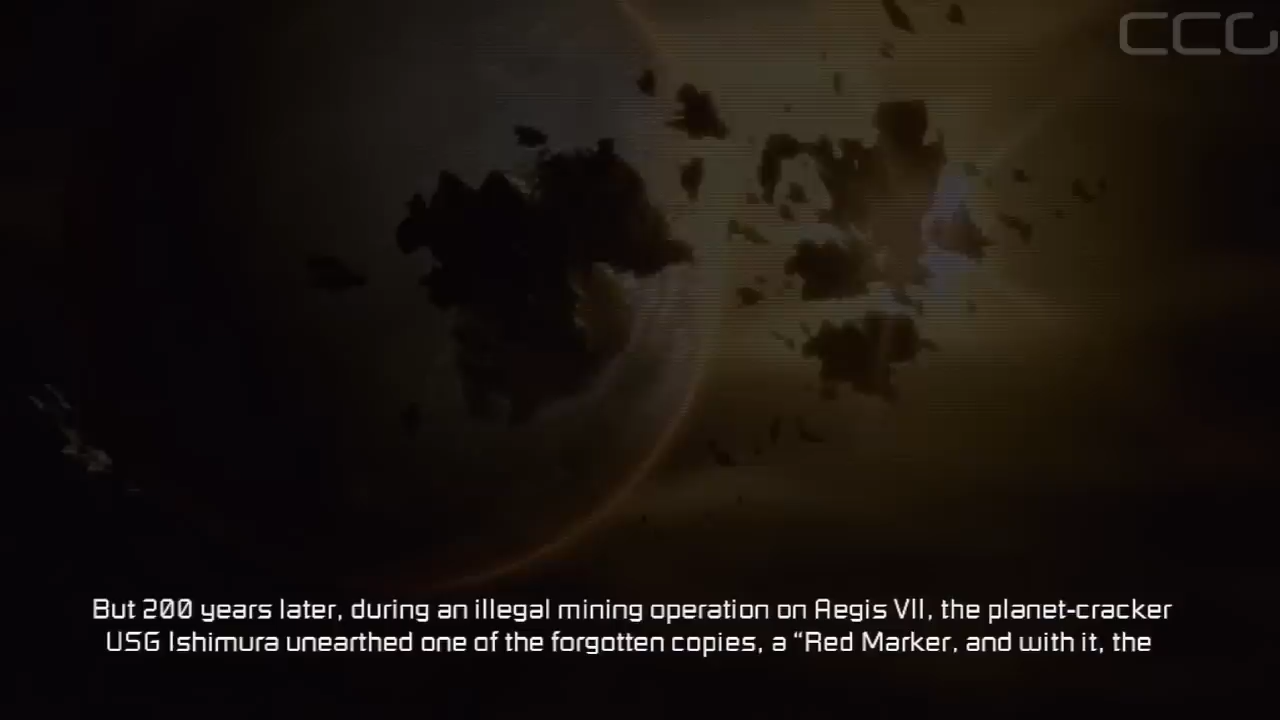 CCG
But 200 years later, during an illegal mining operation on Aegis VII, the planet-cracker
USG Ishimura unearthed one of the forgotten copies, a “Red Marker, and with it, the